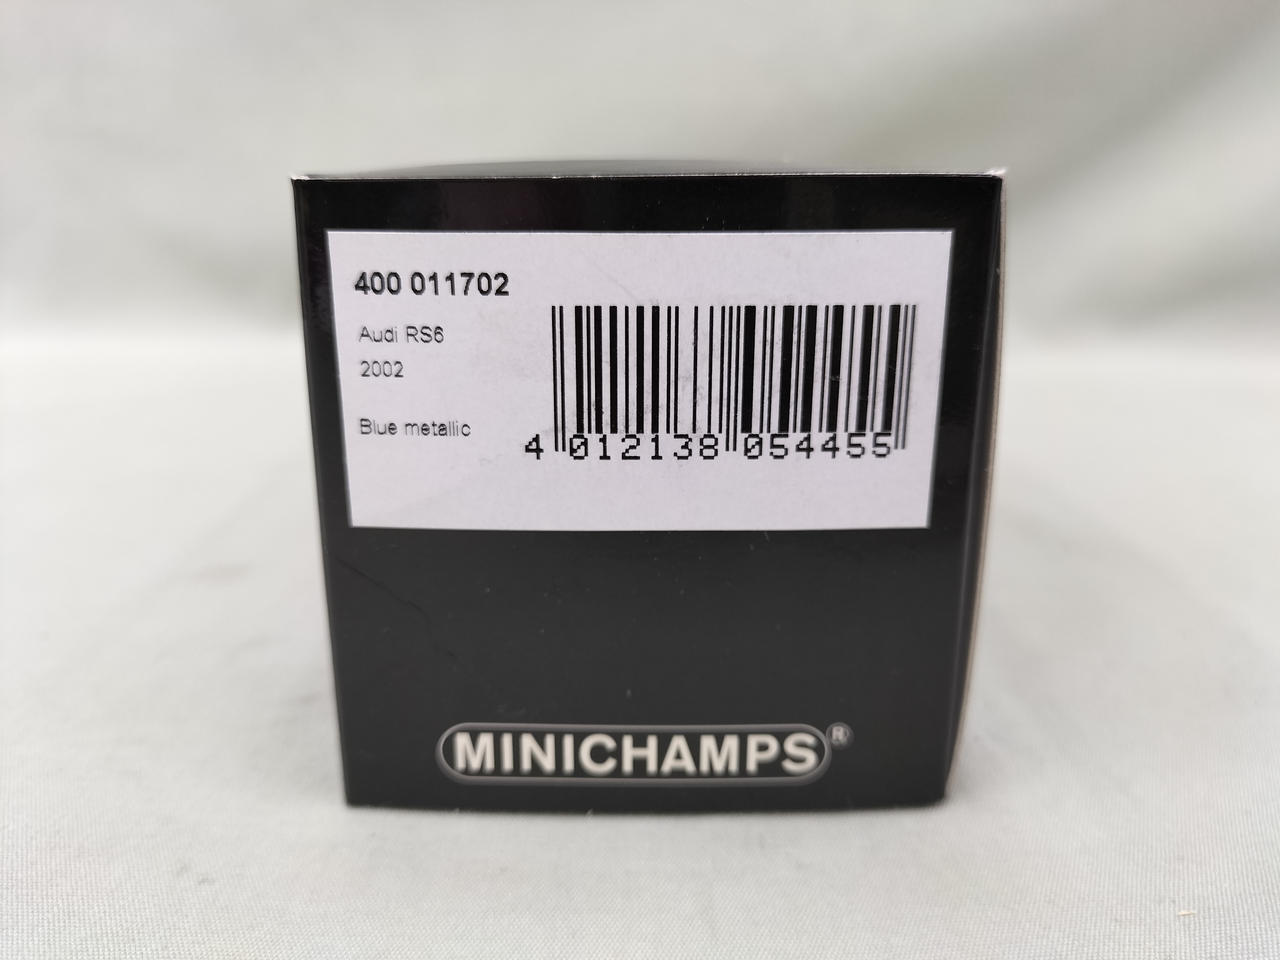 400 011702
Audi RS6
2002
Blue metallic
4 012138 054455
MINICHAMPS®